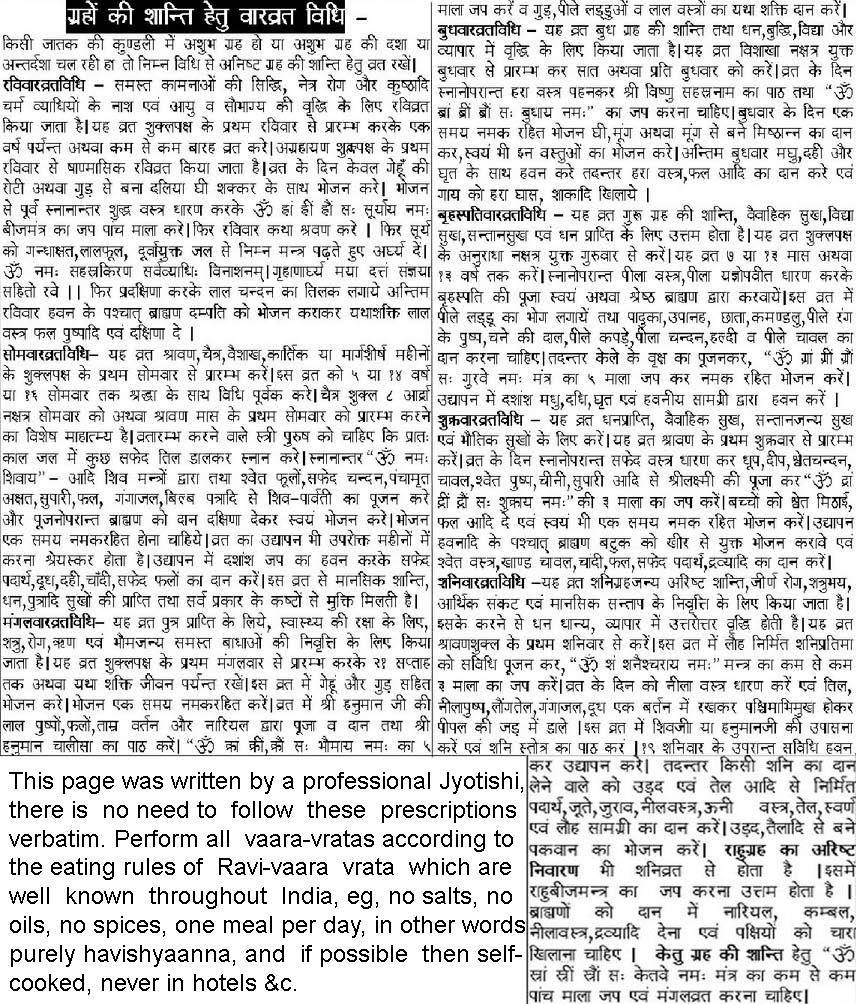 ग्रहों की शान्ति हेतु वारव्रत विधि –
किसी जातक की कुण्डली में अशुभ ग्रह हो या अशुभ ग्रह की दशा या
अन्तर्दशा चल रही हा तो निम्न विधि से अनिष्ट ग्रह की शान्ति हेतु व्रत रखें|
रविवारव्रतविधि – समस्त कामनाओं की सिद्धि, नेत्र रोग और कुष्ठादि
चर्म व्याधियों के नाश एवं आयु व सौभाग्य की वृद्धि के लिए रविव्रत
किया जाता है|यह व्रत शुक्लपक्ष के प्रथम रविवार से प्रारम्भ करके एक
वर्ष पर्यन्त अथवा कम से कम बारह व्रत करे|अग्रहायण शुक्लपक्ष के प्रथम
रविवार से षाण्मासिक रविव्रत किया जाता है|व्रत के दिन केवल गेहूँ की
रोटी अथवा गुड़ से बना दलिया घी शक्कर के साथ भोजन करे| भोजन
से पूर्व स्नानान्तर शुद्ध वस्त्र धारण करके ॐ ह्रां ह्रीं ह्रौं सः सूर्याय नमः
बीजमंत्र का जप पांच माला करे|फिर रविवार कथा श्रवण करे | फिर सूर्य
को गन्धाक्षत,लालफूल, दूर्वायुक्त जल से निम्न मन्त्र पढ़ते हुए अर्घ्य दें|
ॐ नमः सहस्रकिरण सर्वव्याधिः विनाशनम्|गृहाणार्घ्यं मया दत्तं संज्ञया
सहितो रवे || फिर प्रदक्षिणा करके लाल चन्दन का तिलक लगाये अन्तिम
रविवार हवन के पश्चात् ब्राह्मण दम्पति को भोजन कराकर यथाशक्ति लाल
वस्त्र फल पुष्पादि एवं दक्षिणा दे |
सोमवारव्रतविधि– यह व्रत श्रावण,चैत्र,वैशाख,कार्तिक या मार्गशीर्ष महीनों
के शुक्लपक्ष के प्रथम सोमवार से प्रारम्भ करें|इस व्रत को ५ या १४ वर्ष
या १६ सोमवार तक श्रद्धा के साथ विधि पूर्वक करे|चैत्र शुक्ल ८ आर्द्रा
नक्षत्र सोमवार को अथवा श्रावण मास के प्रथम सोमवार को प्रारम्भ करने
का विशेष माहात्म्य है|व्रतारम्भ करने वाले स्त्री पुरुष को चाहिए कि प्रातः
काल जल में कुछ सफेद तिल डालकर स्नान करे|स्नानान्तर“ॐ नमः
शिवाय” – आदि शिव मन्त्रों द्वारा तथा श्वेत फूलों,सफेद चन्दन,पंचामृत
अक्षत,सुपारी,फल, गंगाजल,बिल्ब पत्रादि से शिव-पार्वती का पूजन करे
और पूजनोपरान्त ब्राह्मण को दान दक्षिणा देकर स्वयं भोजन करे|भोजन
एक समय नमकरहित होना चाहिये|व्रत का उद्यापन भी उपरोक्त महीनों में
करना श्रेयस्कर होता है|उद्यापन में दशांश जप का हवन करके सफेद
पदार्थ,दूध,दही,चाँदी,सफेद फलों का दान करें|इस व्रत से मानसिक शान्ति,
धन,पुत्रादि सुखों की प्राप्ति तथा सर्व प्रकार के कष्टों से मुक्ति मिलती है|
मंगलवारव्रतविधि– यह व्रत पुत्र प्राप्ति के लिये, स्वास्थ्य की रक्षा के लिए,
शत्रु,रोग,ऋण एवं भौमजन्य समस्त बाधाओं की निवृत्ति के लिए किया
जाता है|यह व्रत शुक्लपक्ष के प्रथम मंगलवार से प्रारम्भ करके २१ सप्ताह
तक अथवा यथा शक्ति जीवन पर्यन्त रखें|इस व्रत में गेहूं और गुड़ सहित
भोजन करे|भोजन एक समय नमकरहित करें|व्रत में श्री हनुमान जी की
लाल पुष्पों,फलों,ताम्र वर्तन और नारियल द्वारा पूजा व दान तथा श्री
हनुमान चालीसा का पाठ करें| “ॐ क्रां क्रीं,क्रौं सः भौमाय नमः का ५
माला जप करें व गुड़,पीले लड्डुओं व लाल वस्त्रों का यथा शक्ति दान करें|
बुधवारव्रतविधि – यह व्रत बुध ग्रह की शान्ति तथा धन,बुद्धि,विद्या और
व्यापार में वृद्धि के लिए किया जाता है|यह व्रत विशाखा नक्षत्र युक्त
बुधवार से प्रारम्भ कर सात अथवा प्रति बुधवार को करें|व्रत के दिन
स्नानोपरान्त हरा वस्त्र पहनकर श्री विष्णु सहस्रनाम का पाठ तथा “ॐ
ब्रां ब्रीं ब्रौं सः बुधाय नमः” का जप करना चाहिए|बुधवार के दिन एक
समय नमक रहित भोजन घी,मूंग अथवा मूंग से बने मिष्ठान्न का दान
कर,स्वयं भी इन वस्तुओं का भोजन करे|अन्तिम बुधवार मधु,दही और
घृत के साथ हवन करे तदन्तर हरा वस्त्र,फल आदि का दान करे एवं
गाय को हरा घास, शाकादि खिलाये |
बृहस्पतिवारव्रतविधि – यह व्रत गुरू ग्रह की शान्ति, वैवाहिक सुख,विद्या
सुख,सन्तानसुख एवं धन प्राप्ति के लिए उत्तम होता है|यह व्रत शुक्लपक्ष
के अनुराधा नक्षत्र युक्त गुरुवार से करें|यह व्रत ७ या १३ मास अथवा
१३ वर्ष तक करें|स्नानोपरान्त पीला वस्त्र,पीला यज्ञोपवीत धारण करके
बृहस्पति की पूजा स्वयं अथवा श्रेष्ठ ब्राह्मण द्वारा करवायें|इस व्रत में
पीले लड्डू का भोग लगायें तथा पादुका,उपानह, छाता,कमण्डलु,पीले रंग
के पुष्प,चने की दाल,पीले कपड़े,पीला चन्दन,हल्दी व पीले चावल का
दान करना चाहिए|तदन्तर केले के वृक्ष का पूजनकर, “ॐ ग्रां ग्रीं ग्रौं
सः गुरवे नमः मंत्र का ५ माला जप कर नमक रहित भोजन करें|
उद्यापन में दशांश मधु,दधि,घृत एवं हवनीय सामग्री द्वारा हवन करें |
शुक्रवारव्रतविधि – यह व्रत धनप्राप्ति, वैवाहिक सुख, सन्तानजन्य सुख
एवं भौतिक सुखों के लिए करें|यह व्रत श्रावण के प्रथम शुक्रवार से प्रारम्भ
करें|व्रत के दिन स्नानोपरान्त सफेद वस्त्र धारण कर धूप,दीप,श्वेतचन्दन,
चावल,श्वेत पुष्प,चीनी,सुपारी आदि से श्रीलक्ष्मी की पूजा कर“ॐ द्रां
द्रीं द्रौं सः शुक्राय नमः”की ३ माला का जप करें|बच्चों को श्वेत मिठाई,
फल आदि दे एवं स्वयं भी एक समय नमक रहित भोजन करें|उद्यापन
हवनादि के पश्चात् ब्राह्मण बटुक को खीर से युक्त भोजन करावे एवं
श्वेत वस्त्र,खाण्ड चावल,चांदी,फल,सफेद पदार्थ,द्रव्यादि का दान करें|
शनिवारव्रतविधि –यह व्रत शनिग्रहजन्य अरिष्ट शान्ति,जीर्ण रोग,शत्रुभय,
आर्थिक संकट एवं मानसिक सन्ताप के निवृत्ति के लिए किया जाता है|
इसके करने से धन धान्य, व्यापार में उत्तरोत्तर वृद्धि होती है|यह व्रत
श्रावणशुक्ल के प्रथम शनिवार से करें|इस व्रत में लौह निर्मित शनिप्रतिमा
को सविधि पूजन कर, “ॐ शं शनैश्चराय नमः” मन्त्र का कम से कम
३ माला का जप करें|व्रत के दिन को नीला वस्त्र धारण करें एवं तिल,
नीलापुष्प,लौंगतेल,गंगाजल,दूध एक बर्तन में रखकर पश्चिमाभिमुख होकर
पीपल की जड़ में डाले |इस व्रत में शिवजी या हनुमानजी की उपासना
करें एवं शनि स्तोत्र का पाठ करं |१९ शनिवार के उपरान्त सविधि हवन
कर उद्यापन करे| तदन्तर किसी शनि का दान
लेने वाले को उड़द एवं तेल आदि से निर्मित
पदार्थ,जूते,जुराव,नीलवस्त्र,ऊनी वस्त्र,तेल,स्वर्ण
एवं लौह सामग्री का दान करें|उड़द,तैलादि से बने
पकवान का भोजन करें| राहुग्रह का अरिष्ट
निवारण भी शनिव्रत से होता है |इसमें
राहुबीजमन्त्र का जप करना उत्तम होता है |
ब्राह्मणों को दान में नारियल, कम्बल,
नीलावस्त्र,द्रव्यादि देना एवं पक्षियों को चारा
खिलाना चाहिए | केतु ग्रह की शान्ति हेतु “ॐ
स्रां स्रीं स्रौं सः केतवे नमः मंत्र का कम से कम
पांच माला जप एवं मंगलव्रत करना चाहिए|
This page was written by a professional Jyotishi,
there is no need to follow these prescriptions
verbatim. Perform all vaara-vratas according to
the eating rules of Ravi-vaara vrata which are
well known throughout India, eg, no salts, no
oils, no spices, one meal per day, in other words
purely havishyaanna, and if possible then self-
cooked, never in hotels &c.